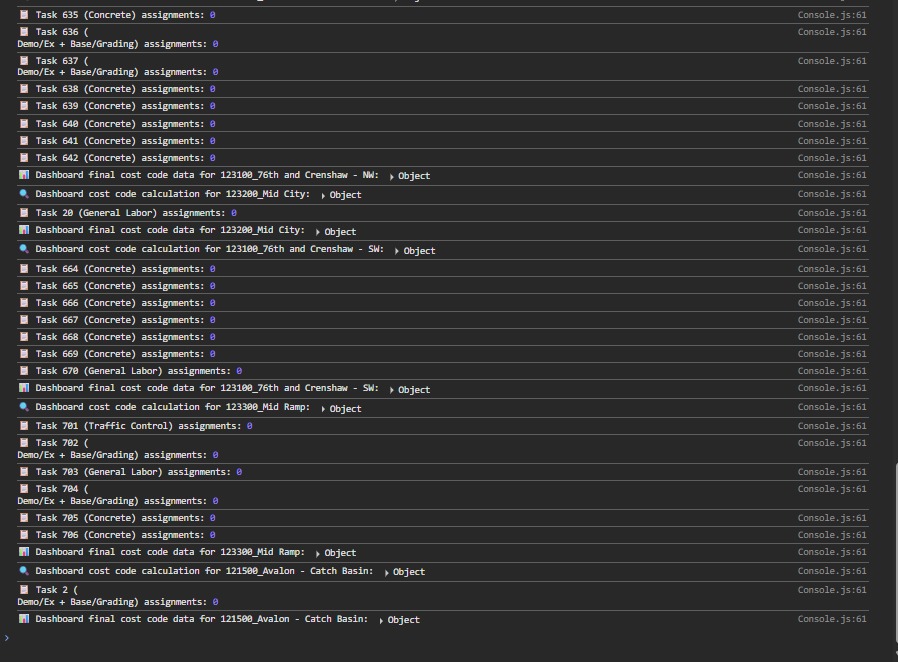 Task 635 (Concrete) assignments: 0 Console.js:61
Task 636 ( Console.js:61
Demo/Ex + Base/Grading) assignments: 0
Task 637 ( Console.js:61
Demo/Ex + Base/Grading) assignments: 0
Task 638 (Concrete) assignments: 0 Console.js:61
Task 639 (Concrete) assignments: 0 Console.js:61
Task 640 (Concrete) assignments: 0 Console.js:61
Task 641 (Concrete) assignments: 0 Console.js:61
Task 642 (Concrete) assignments: 0 Console.js:61
Dashboard final cost code data for 123100_76th and Crenshaw - NW: Object Console.js:61
Dashboard cost code calculation for 123200_Mid City: Object Console.js:61
Task 20 (General Labor) assignments: 0 Console.js:61
Dashboard final cost code data for 123200_Mid City: Object Console.js:61
Dashboard cost code calculation for 123100_76th and Crenshaw - SW: Object Console.js:61
Task 664 (Concrete) assignments: 0 Console.js:61
Task 665 (Concrete) assignments: 0 Console.js:61
Task 666 (Concrete) assignments: 0 Console.js:61
Task 667 (Concrete) assignments: 0 Console.js:61
Task 668 (Concrete) assignments: 0 Console.js:61
Task 669 (Concrete) assignments: 0 Console.js:61
Task 670 (General Labor) assignments: 0 Console.js:61
Dashboard final cost code data for 123100_76th and Crenshaw - SW: Object Console.js:61
Dashboard cost code calculation for 123300_Mid Ramp: Object Console.js:61
Task 701 (Traffic Control) assignments: 0 Console.js:61
Task 702 ( Console.js:61
Demo/Ex + Base/Grading) assignments: 0
Task 703 (General Labor) assignments: 0 Console.js:61
Task 704 ( Console.js:61
Demo/Ex + Base/Grading) assignments: 0
Task 705 (Concrete) assignments: 0 Console.js:61
Task 706 (Concrete) assignments: 0 Console.js:61
Dashboard final cost code data for 123300_Mid Ramp: Object Console.js:61
Dashboard cost code calculation for 121500_Avalon - Catch Basin: Object Console.js:61
Task 2 ( Console.js:61
Demo/Ex + Base/Grading) assignments: 0
Dashboard final cost code data for 121500_Avalon - Catch Basin: Object Console.js:61